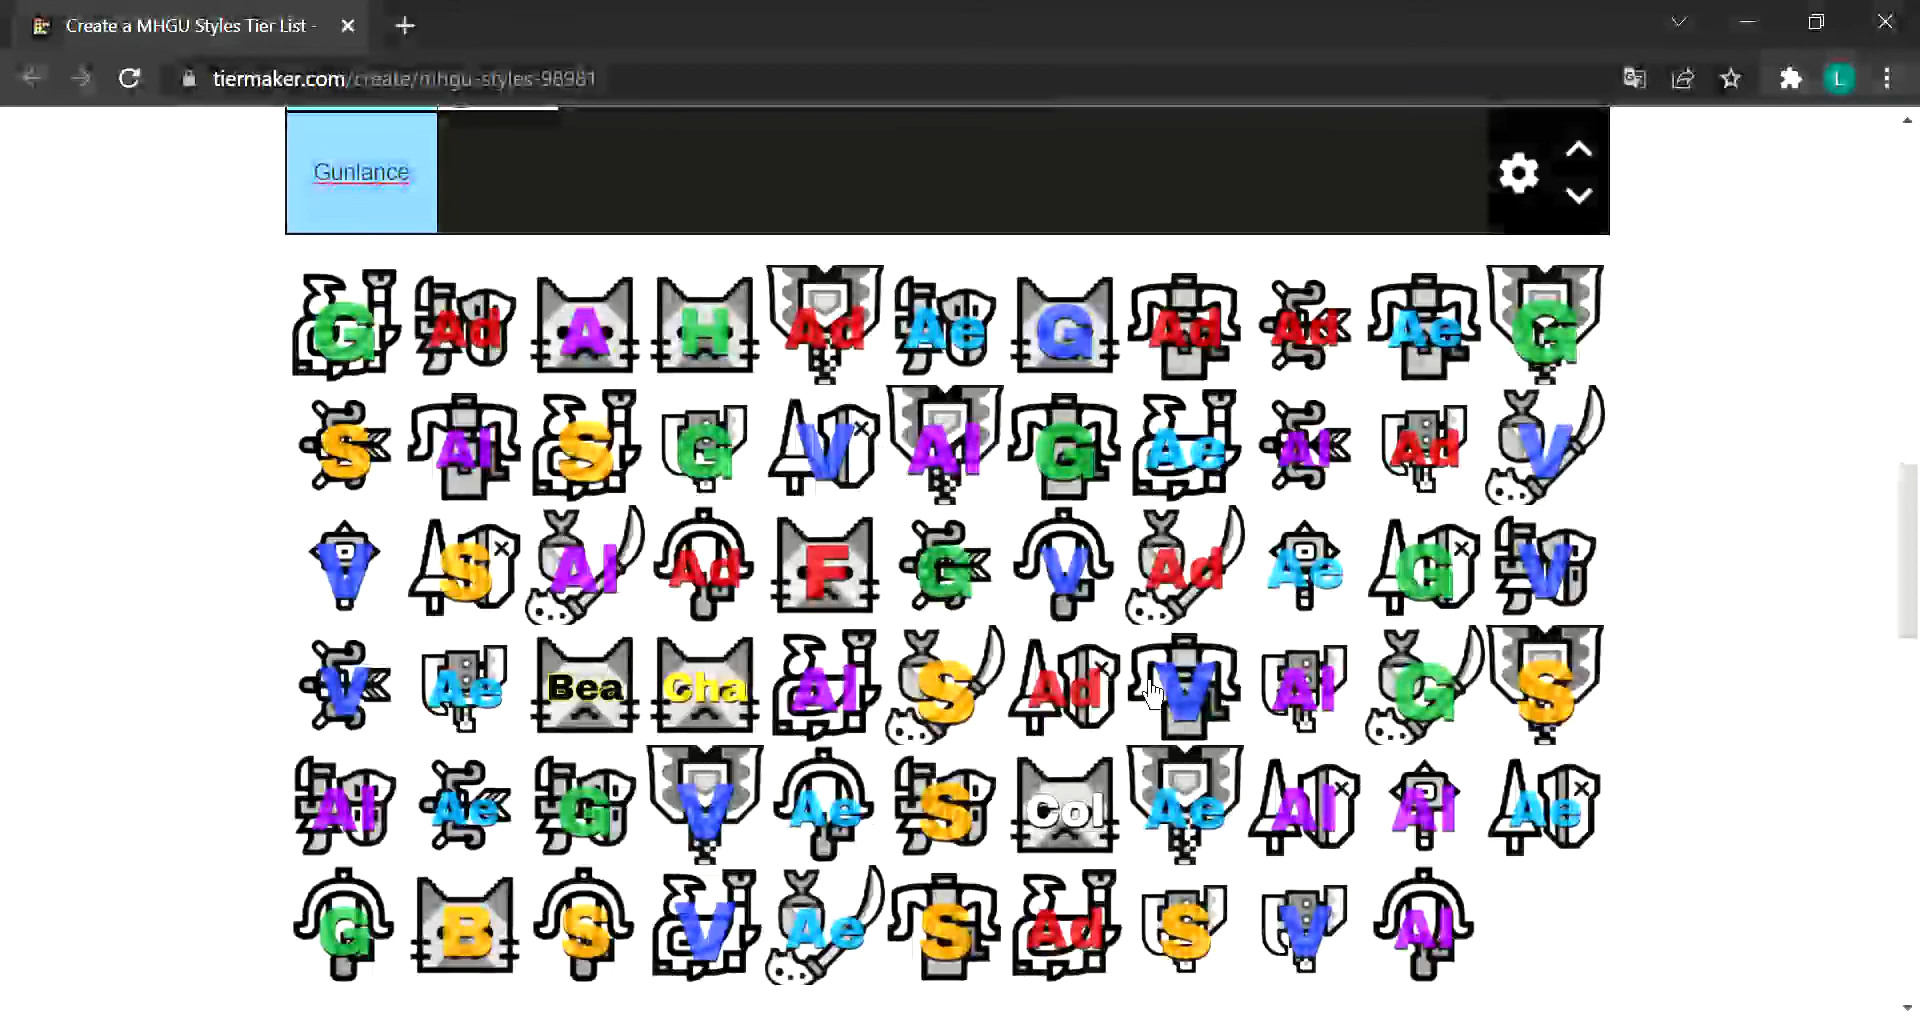 Create a MHGU Styles Tier List -
tiermaker.com/create/mhgu-styles-98981
L
Gunlance
G Ad A H Ad Ae G Ad Ad Ae G
S Al S G V Al G Ae Al Ad V
V S Al Ad F G V Ad Ae G V
V Ae Bea Cha Al S Ad V Al G S
Al Ae G V Ae S Col Ae Al Al Ae
G B S V Ae S Ad S V Al